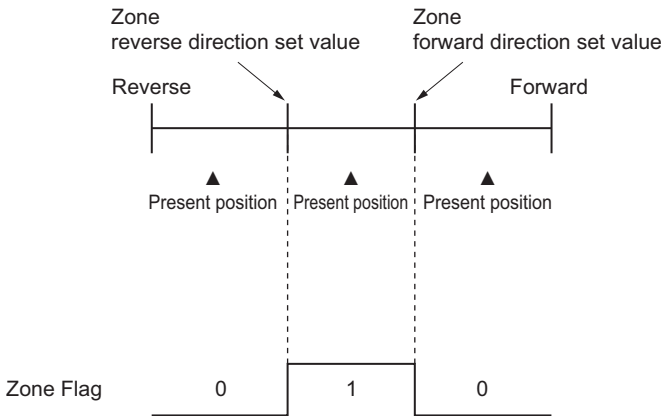 Zone
reverse direction set value
Zone
forward direction set value
Reverse
Forward
Present position
Present position
Present position
Zone Flag
0
1
0